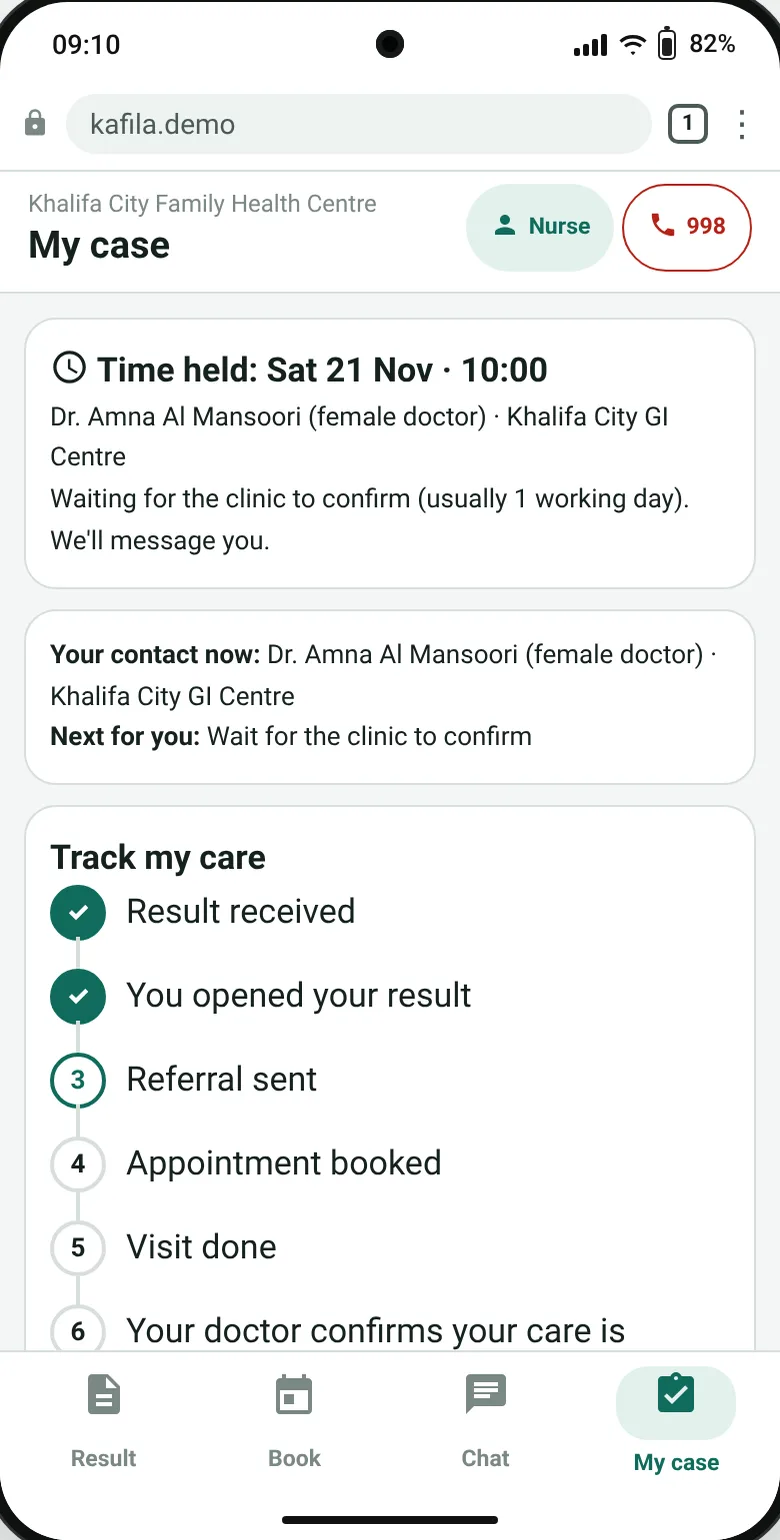 09:10
82%
kafila.demo
1
Khalifa City Family Health Centre
My case
Nurse
998
Time held: Sat 21 Nov · 10:00
Dr. Amna Al Mansoori (female doctor) · Khalifa City GI
Centre
Waiting for the clinic to confirm (usually 1 working day).
We'll message you.
Your contact now: Dr. Amna Al Mansoori (female doctor) ·
Khalifa City GI Centre
Next for you: Wait for the clinic to confirm
Track my care
Result received
You opened your result
3 Referral sent
4 Appointment booked
5 Visit done
6 Your doctor confirms your care is
Result
Book
Chat
My case